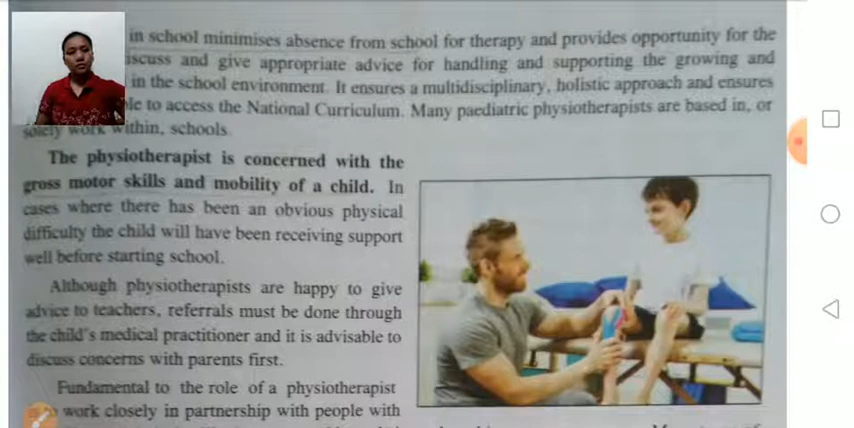 in school minimises absence from school for therapy and provides opportunity for the
iscuss and give appropriate advice for handling and supporting the growing and
in the school environment. It ensures a multidisciplinary, holistic approach and ensures
le to access the National Curriculum. Many paediatric physiotherapists are based in, or
solely work within, schools.
The physiotherapist is concerned with the
gross motor skills and mobility of a child. In
cases where there has been an obvious physical
difficulty the child will have been receiving support
well before starting school.
Although physiotherapists are happy to give
advice to teachers, referrals must be done through
the child's medical practitioner and it is advisable to
discuss concerns with parents first.
Fundamental to the role of a physiotherapist
work closely in partnership with people with